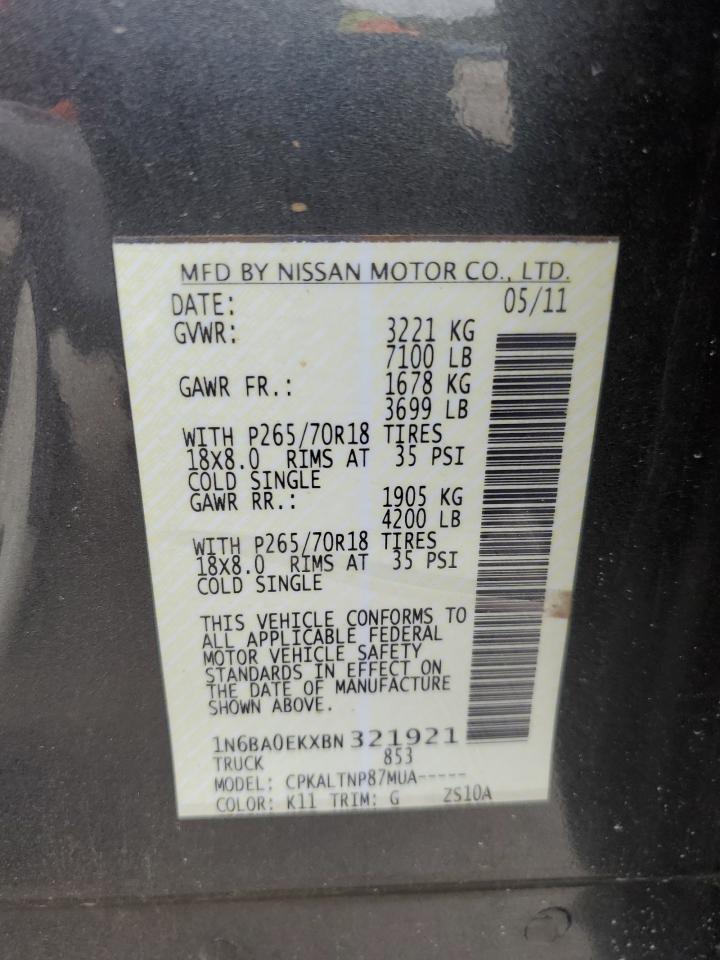 MFD BY NISSAN MOTOR CO., LTD.
DATE: 05/11
GVWR: 3221 KG
7100 LB
GAWR FR.: 1678 KG
3699 LB
WITH P265/70R18 TIRES
18X8.0 RIMS AT 35 PSI
COLD SINGLE
GAWR RR.: 1905 KG
4200 LB
WITH P265/70R18 TIRES
18X8.0 RIMS AT 35 PSI
COLD SINGLE
THIS VEHICLE CONFORMS TO
ALL APPLICABLE FEDERAL
MOTOR VEHICLE SAFETY
STANDARDS IN EFFECT ON
THE DATE OF MANUFACTURE
SHOWN ABOVE.
1N6BA0EKXBN 321921
TRUCK 853
MODEL: CPKALTNP87MUA-----
COLOR: K11 TRIM: G ZS10A